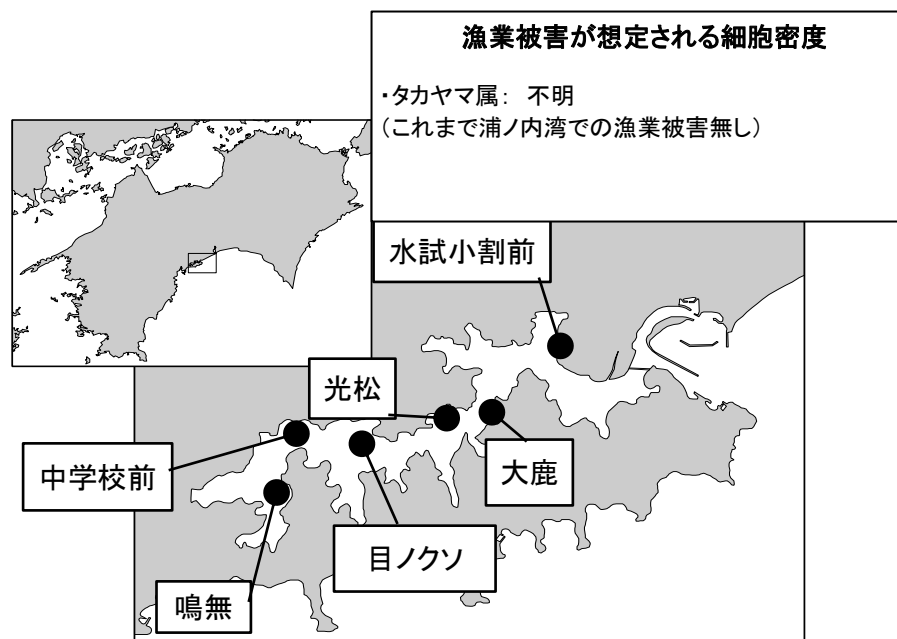 漁業被害が想定される細胞密度
・タカヤマ属： 不明
（これまで浦ノ内湾での漁業被害無し）
水試小割前
光松
大鹿
中学校前
目ノクソ
鳴無